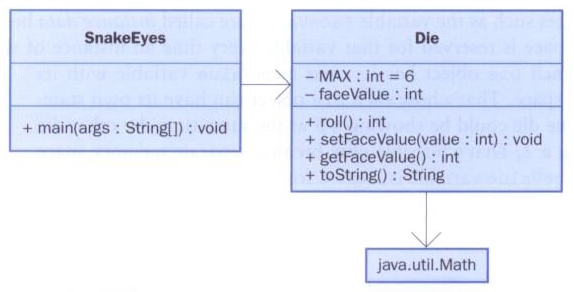 SnakeEyes
+ main(args : String[]) : void
Die
– MAX : int = 6
– faceValue : int
+ roll() : int
+ setFaceValue(value : int) : void
+ getFaceValue() : int
+ toString() : String
java.util.Math